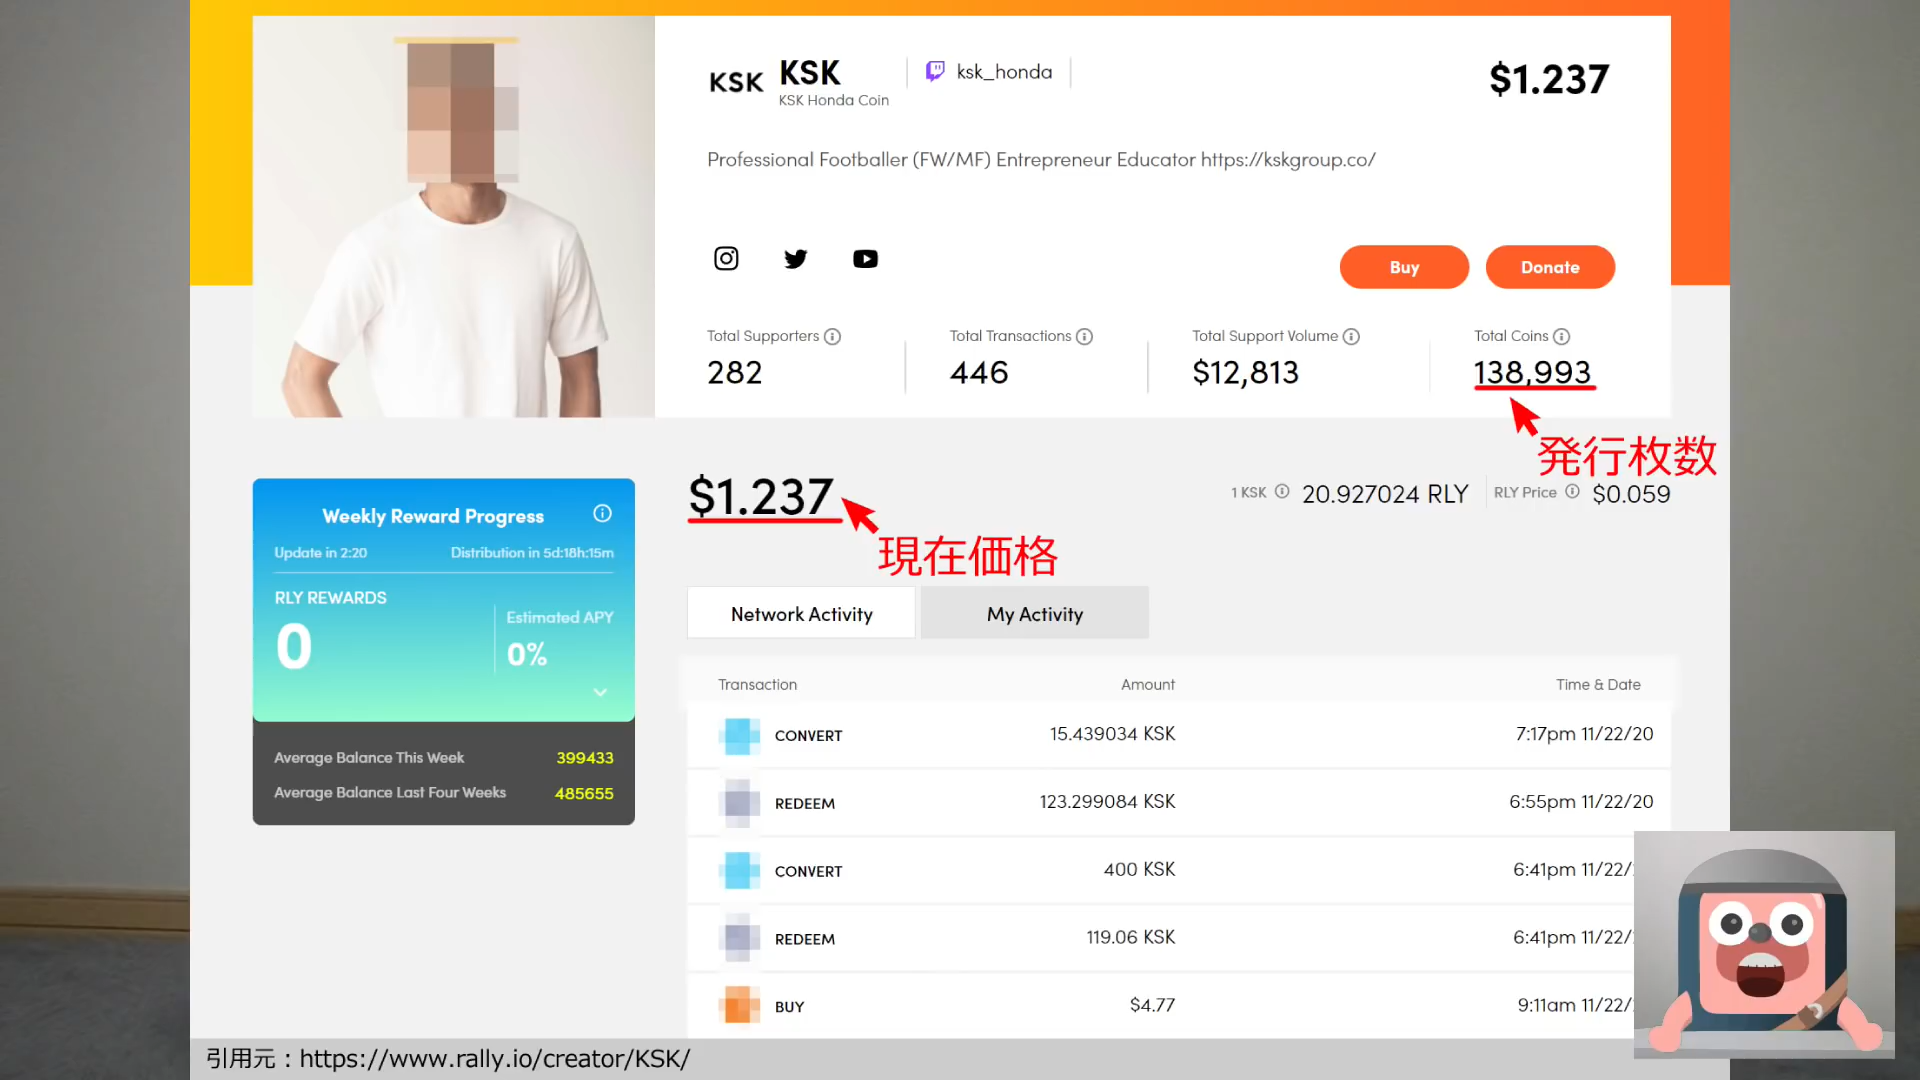 KSK
KSK
KSK Honda Coin
ksk_honda
$1.237
Professional Footballer (FW/MF) Entrepreneur Educator https://kskgroup.co/
Buy
Donate
Total Supporters
282
Total Transactions
446
Total Support Volume
$12,813
Total Coins
138,993
発行枚数
$1.237
現在価格
1 KSK
20.927024 RLY
RLY Price
$0.059
Weekly Reward Progress
Update in 2:20
Distribution in 5d:18h:15m
RLY REWARDS
0
Estimated APY
0%
Average Balance This Week
399433
Average Balance Last Four Weeks
485655
Network Activity
My Activity
Transaction
Amount
Time & Date
CONVERT
15.439034 KSK
7:17pm 11/22/20
REDEEM
123.299084 KSK
6:55pm 11/22/20
CONVERT
400 KSK
6:41pm 11/22/
REDEEM
119.06 KSK
6:41pm 11/22/
BUY
$4.77
9:11am 11/22/
引用元：https://www.rally.io/creator/KSK/